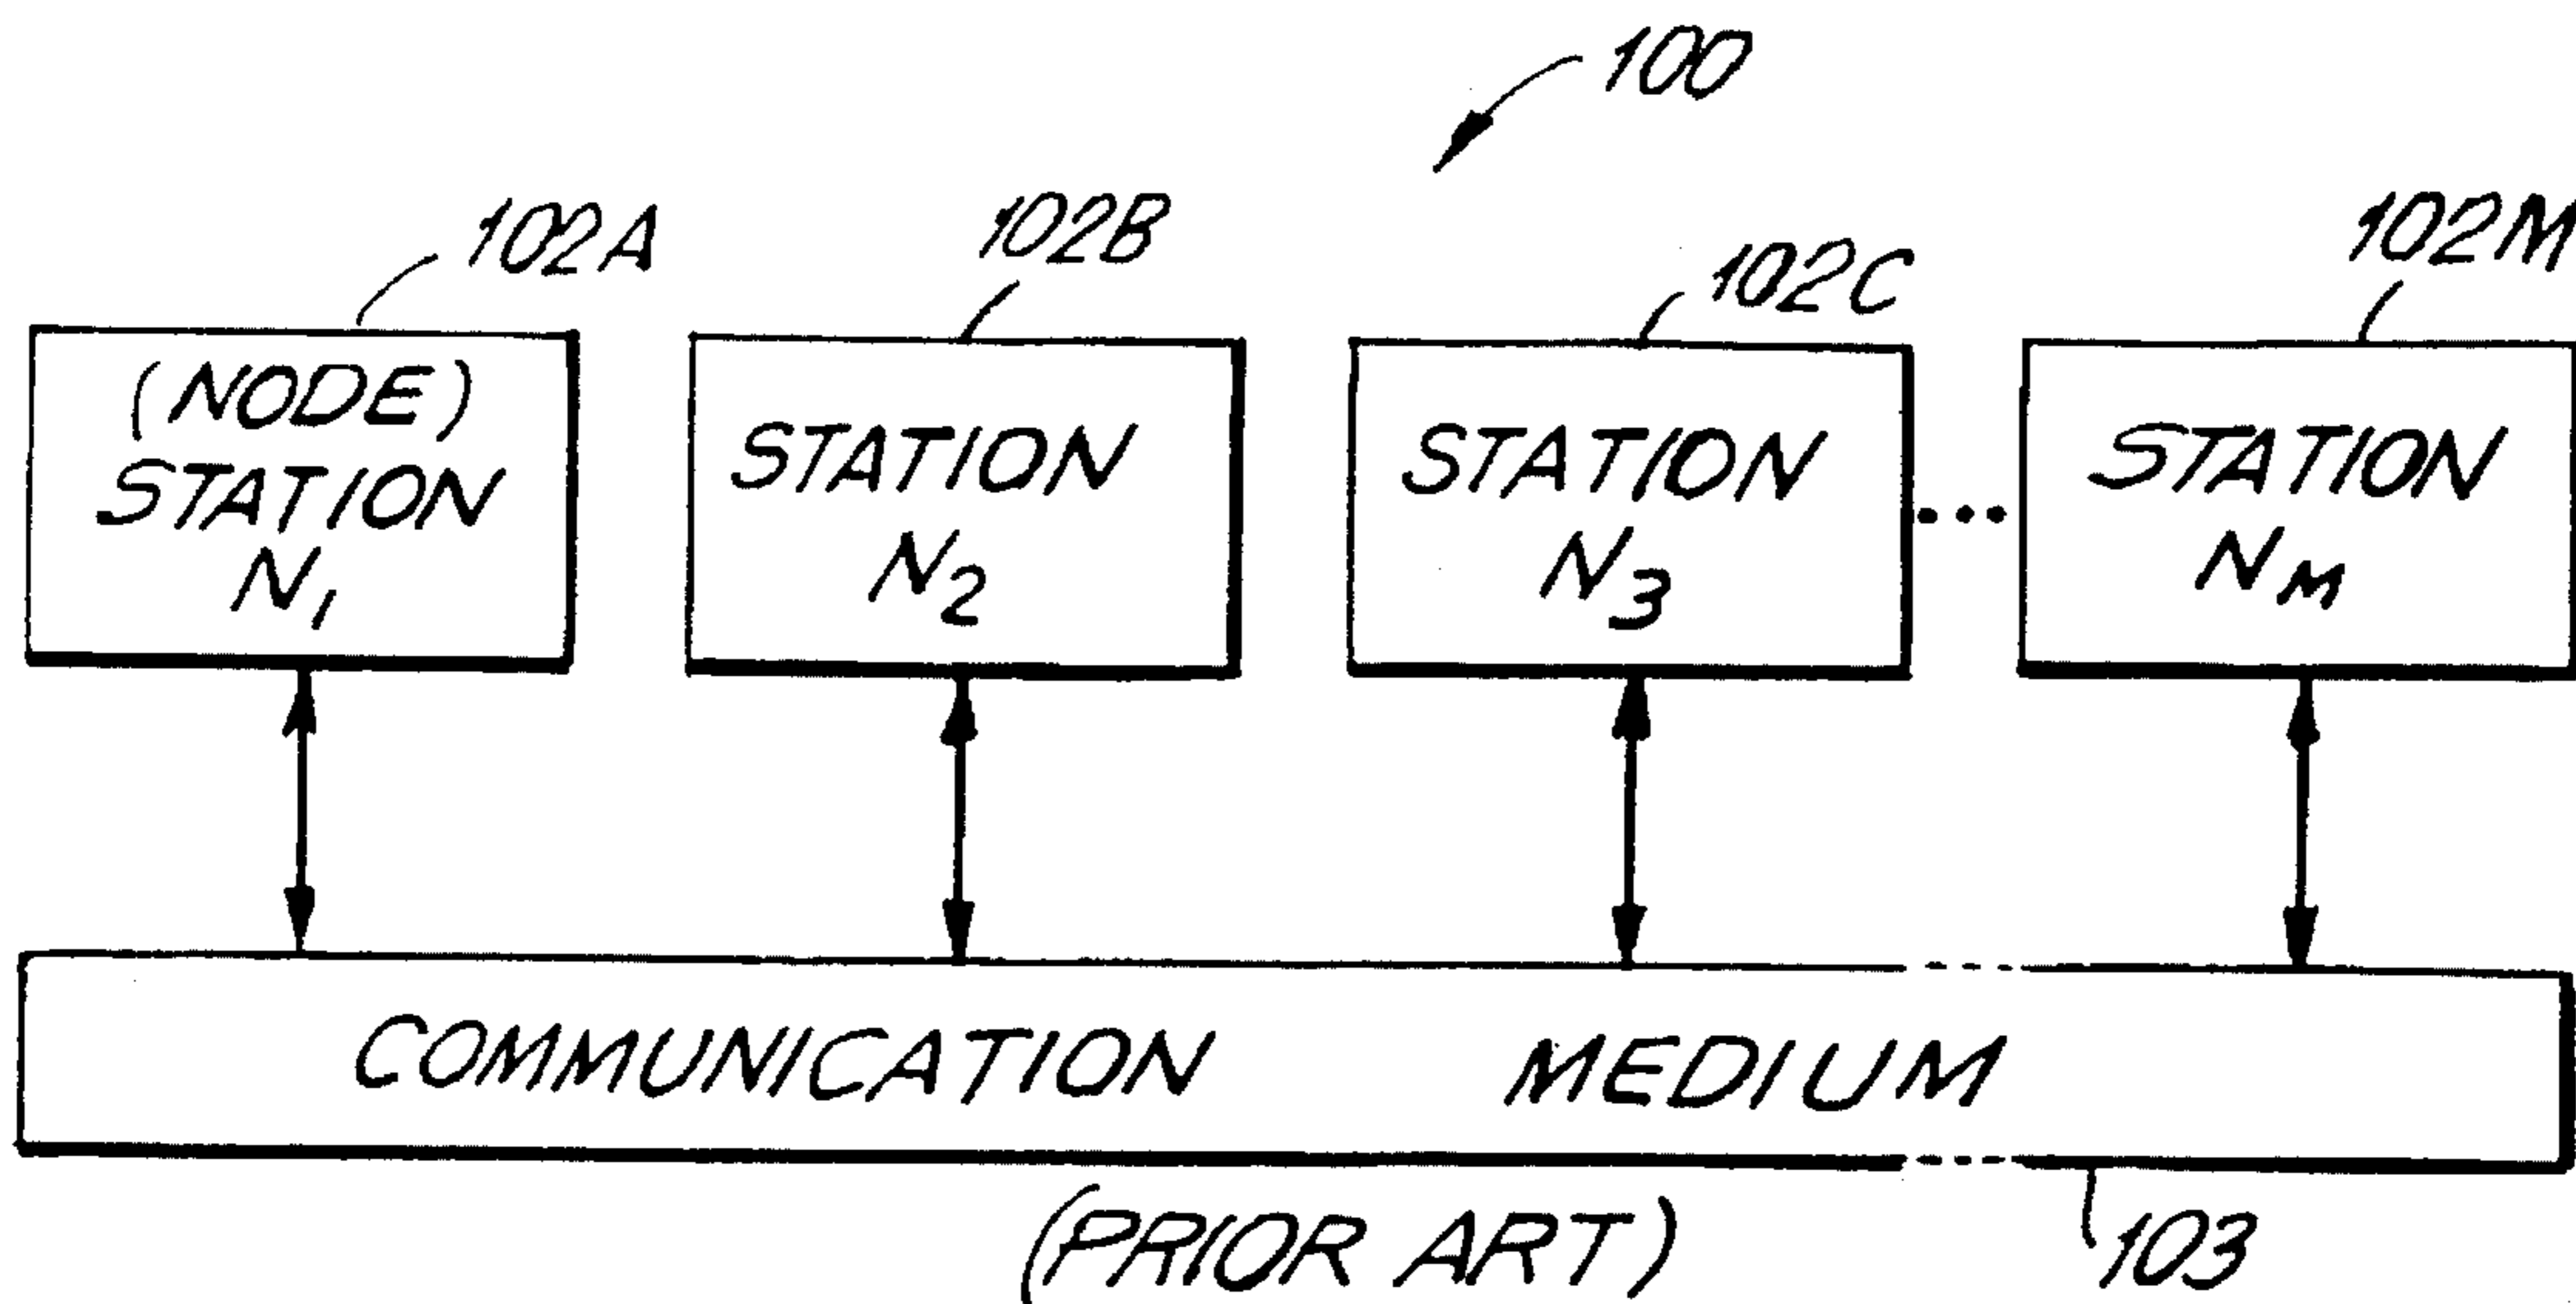 100
102A
102B
102C
102M
(NODE)
STATION
N1
STATION
N2
STATION
N3
...
STATION
NM
COMMUNICATION MEDIUM
(PRIOR ART)
103